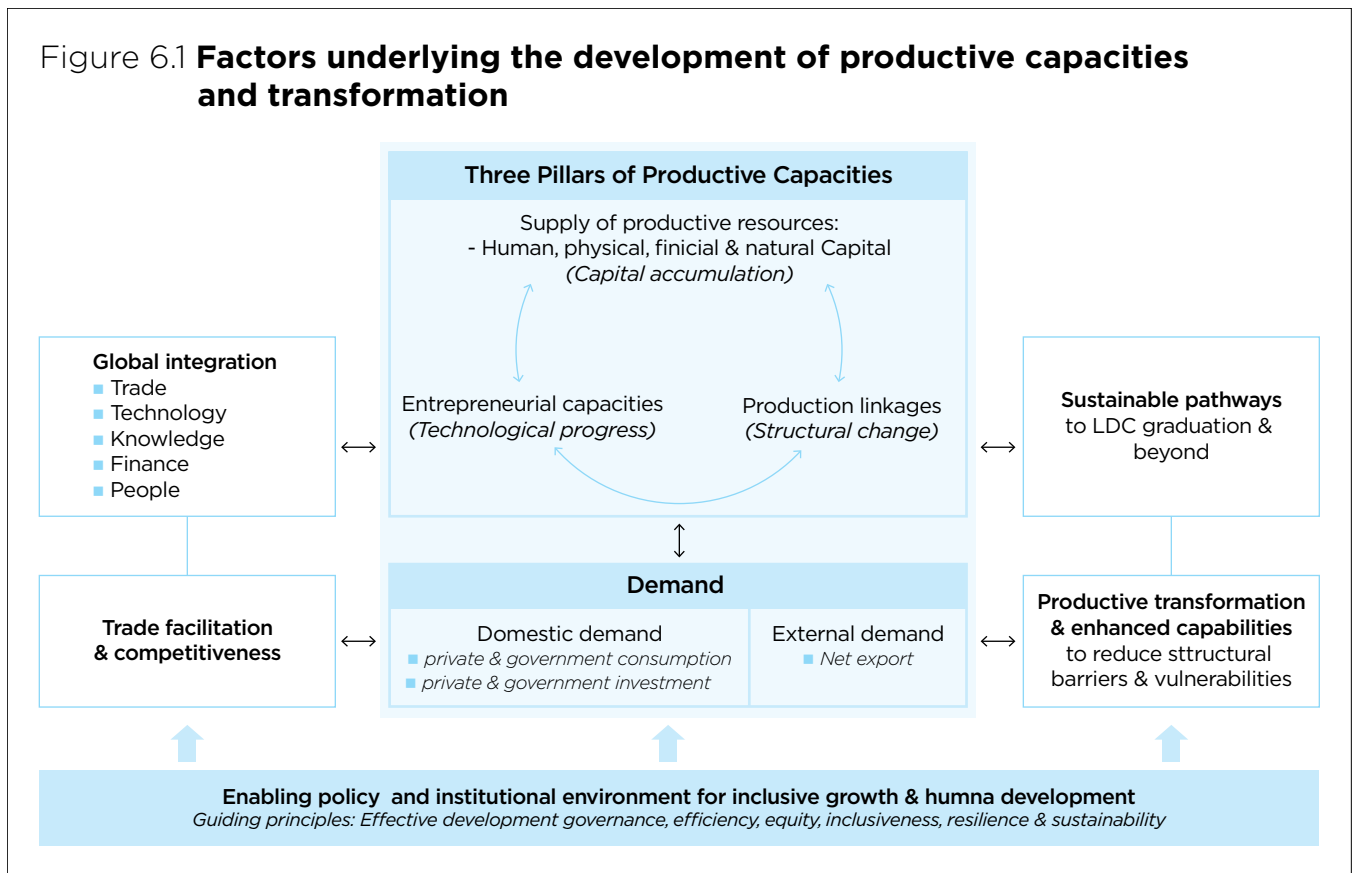 Figure 6.1 Factors underlying the development of productive capacities
and transformation
Three Pillars of Productive Capacities
Supply of productive resources:
- Human, physical, finicial & natural Capital
(Capital accumulation)
Entrepreneurial capacities
(Technological progress)
Production linkages
(Structural change)
Global integration
Trade
Technology
Knowledge
Finance
People
Sustainable pathways
to LDC graduation &
beyond
Trade facilitation
& competitiveness
Demand
Domestic demand
private & government consumption
private & government investment
External demand
Net export
Productive transformation
& enhanced capabilities
to reduce sttructural
barriers & vulnerabilities
Enabling policy and institutional environment for inclusive growth & humna development
Guiding principles: Effective development governance, efficiency, equity, inclusiveness, resilience & sustainability